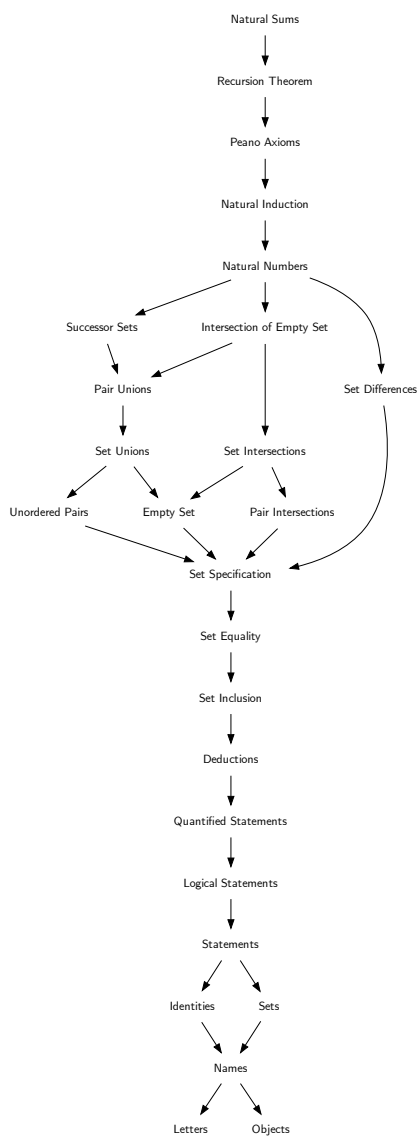 Natural Sums
Recursion Theorem
Peano Axioms
Natural Induction
Natural Numbers
Successor Sets
Intersection of Empty Set
Pair Unions
Set Differences
Set Unions
Set Intersections
Unordered Pairs
Empty Set
Pair Intersections
Set Specification
Set Equality
Set Inclusion
Deductions
Quantified Statements
Logical Statements
Statements
Identities
Sets
Names
Letters
Objects